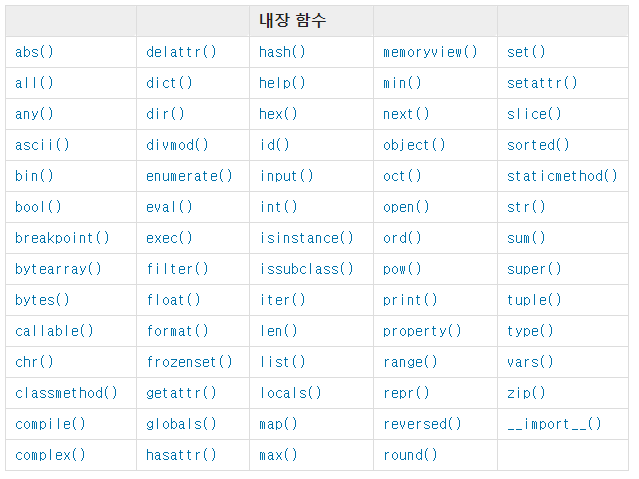 내장 함수
abs() delattr() hash() memoryview() set()
all() dict() help() min() setattr()
any() dir() hex() next() slice()
ascii() divmod() id() object() sorted()
bin() enumerate() input() oct() staticmethod()
bool() eval() int() open() str()
breakpoint() exec() isinstance() ord() sum()
bytearray() filter() issubclass() pow() super()
bytes() float() iter() print() tuple()
callable() format() len() property() type()
chr() frozenset() list() range() vars()
classmethod() getattr() locals() repr() zip()
compile() globals() map() reversed() __import__()
complex() hasattr() max() round()